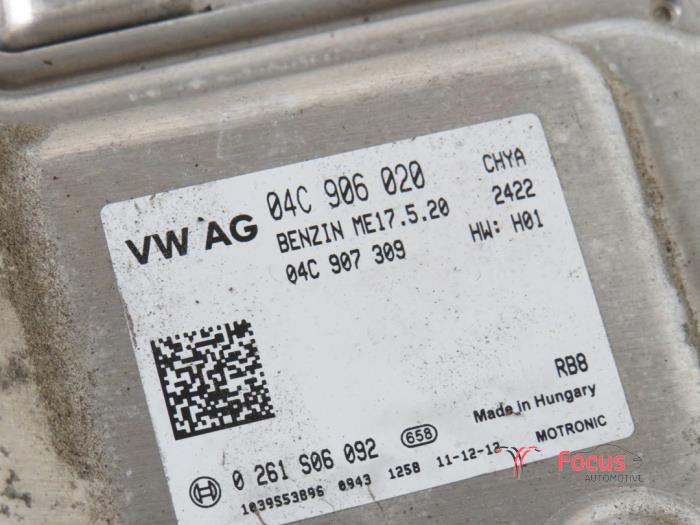 VW AG 04C 906 020 CHYA
BENZIN ME17.5.20 2422
04C 907 309 HW: H01
RB8
Made in Hungary
0 261 S06 092 658 MOTRONIC
1039S53896 0943 1258 11-12-12
Focus
AUTOMOTIVE